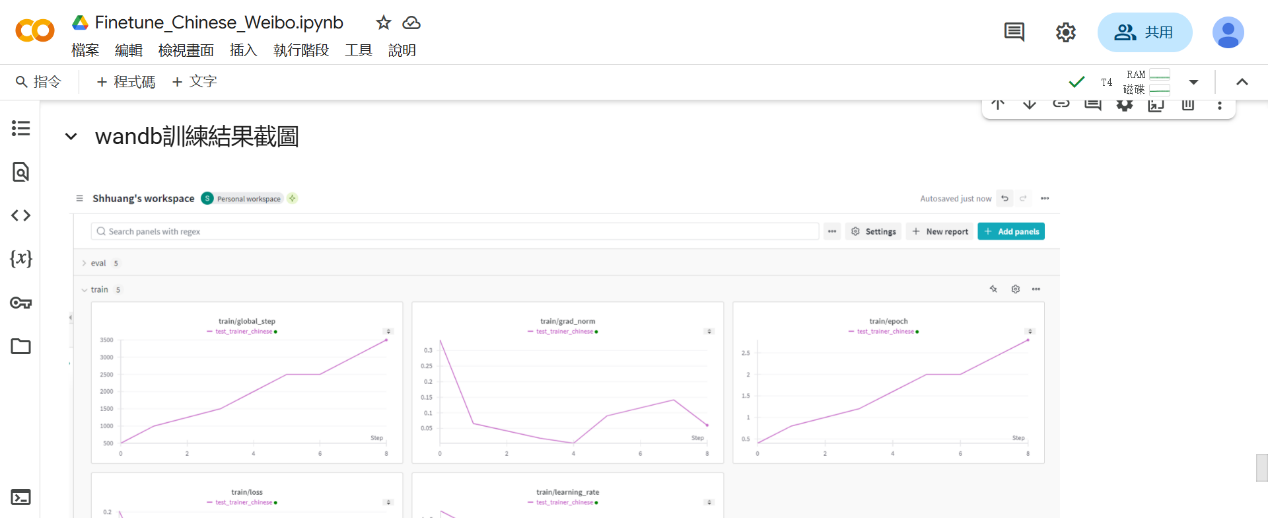 Finetune_Chinese_Weibo.ipynb
檔案 編輯 檢視畫面 插入 執行階段 工具 說明
共用
指令 + 程式碼 + 文字
T4 RAM 磁碟
wandb訓練結果截圖
Shhuang's workspace S Personal workspace
Autosaved just now
Search panels with regex
Settings + New report + Add panels
eval 5
train 5
train/global_step
test_trainer_chinese
3500
3000
2500
2000
1500
1000
500
Step
0 2 4 6 8
train/grad_norm
test_trainer_chinese
0.3
0.25
0.2
0.15
0.1
0.05
Step
0 2 4 6 8
train/epoch
test_trainer_chinese
2.5
2
1.5
1
0.5
Step
0 2 4 6 8
train/loss
test_trainer_chinese
0.2
train/learning_rate
test_trainer_chinese